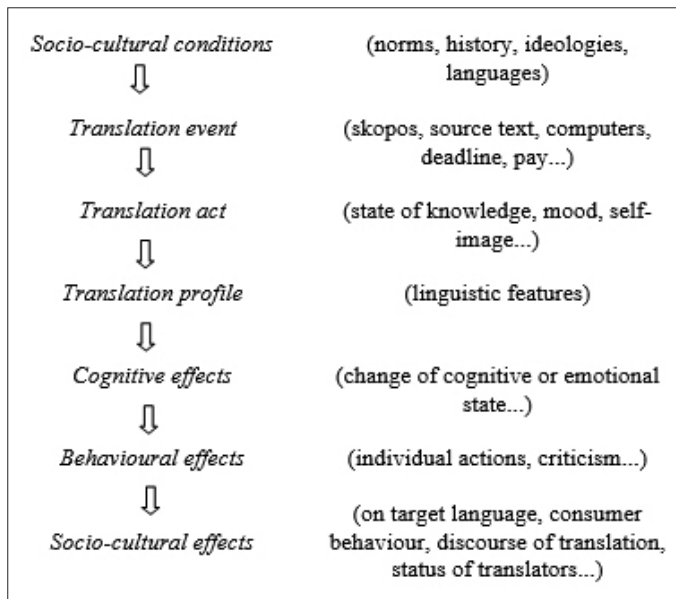 Socio-cultural conditions (norms, history, ideologies,
languages)
Translation event (skopos, source text, computers,
deadline, pay...)
Translation act (state of knowledge, mood, self-
image...)
Translation profile (linguistic features)
Cognitive effects (change of cognitive or emotional
state...)
Behavioural effects (individual actions, criticism...)
(on target language, consumer
Socio-cultural effects behaviour, discourse of translation,
status of translators...)